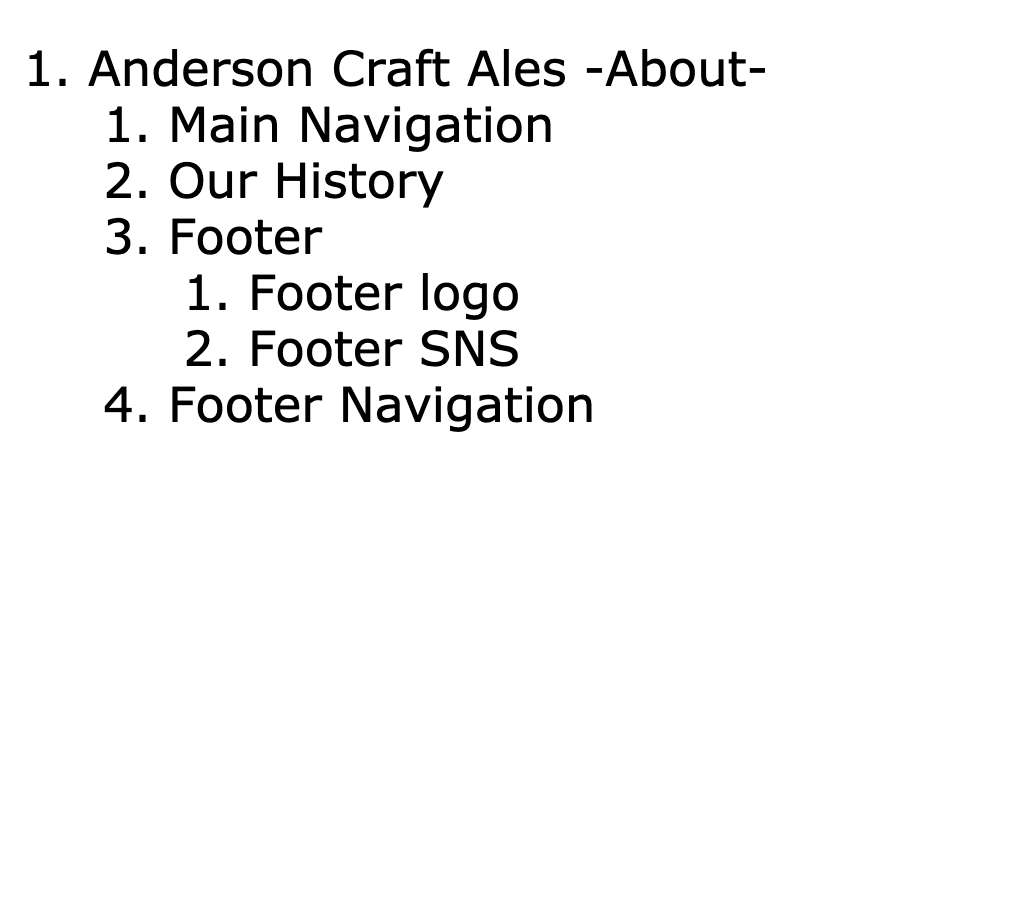 1. Anderson Craft Ales -About-
1. Main Navigation
2. Our History
3. Footer
1. Footer logo
2. Footer SNS
4. Footer Navigation